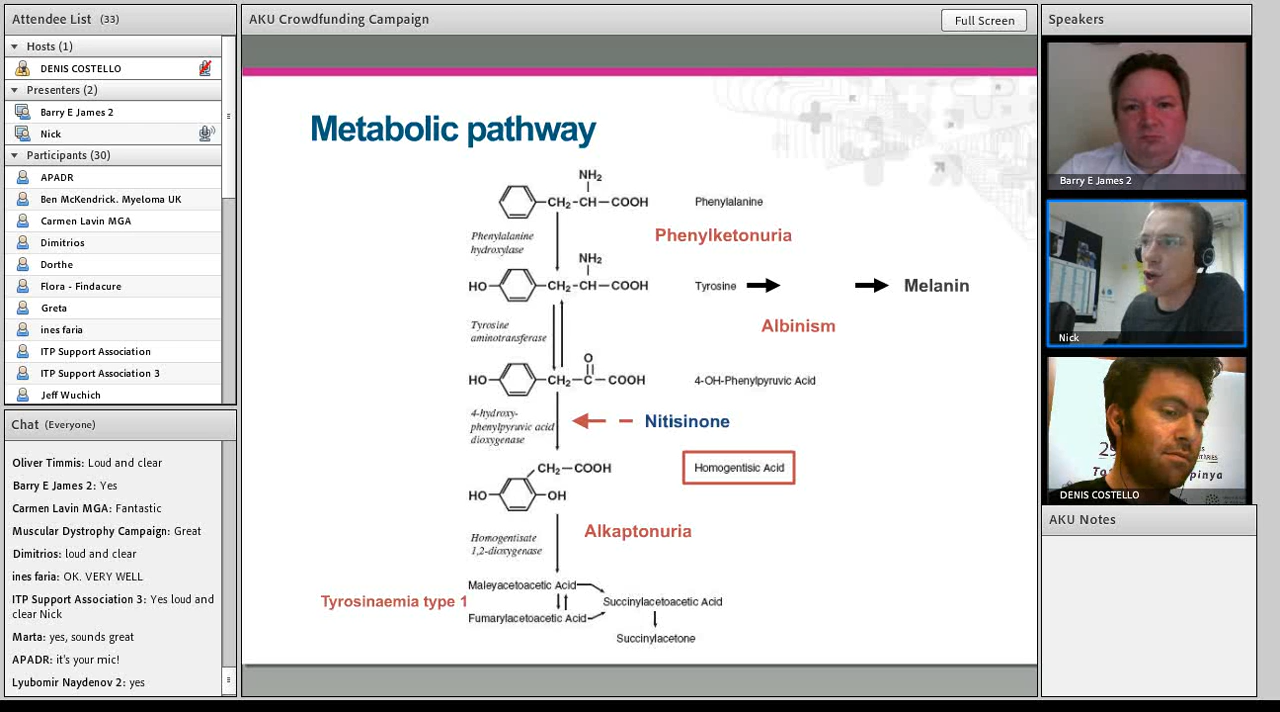 Attendee List (33)
Hosts (1)
DENIS COSTELLO
Presenters (2)
Barry E James 2
Nick
Participants (30)
APADR
Ben McKendrick. Myeloma UK
Carmen Lavin MGA
Dimitrios
Dorthe
Flora - Findacure
Greta
ines faria
ITP Support Association
ITP Support Association 3
Jeff Wuchich
Chat (Everyone)
Oliver Timmis: Loud and clear
Barry E James 2: Yes
Carmen Lavin MGA: Fantastic
Muscular Dystrophy Campaign: Great
Dimitrios: loud and clear
ines faria: OK. VERY WELL
ITP Support Association 3: Yes loud and
clear Nick
Marta: yes, sounds great
APADR: it's your mic!
Lyubomir Naydenov 2: yes
AKU Crowdfunding Campaign
Full Screen
Metabolic pathway
NH2
CH2-CH-COOH
Phenylalanine
Phenylalanine
hydroxylase
Phenylketonuria
NH2
HO CH2-CH-COOH
Tyrosine
Melanin
Tyrosine
aminotransferase
Albinism
O
HO CH2-C-COOH
4-OH-Phenylpyruvic Acid
4-hydroxy-
phenylpyruvic acid
dioxygenase
Nitisinone
CH2-COOH
Homogentisic Acid
HO OH
Alkaptonuria
Homogentisate
1,2-dioxygenase
Maleyacetoacetic Acid
Tyrosinaemia type 1
Succinylacetoacetic Acid
Fumarylacetoacetic Acid
Succinylacetone
Speakers
Barry E James 2
Nick
29
DENIS COSTELLO
AKU Notes